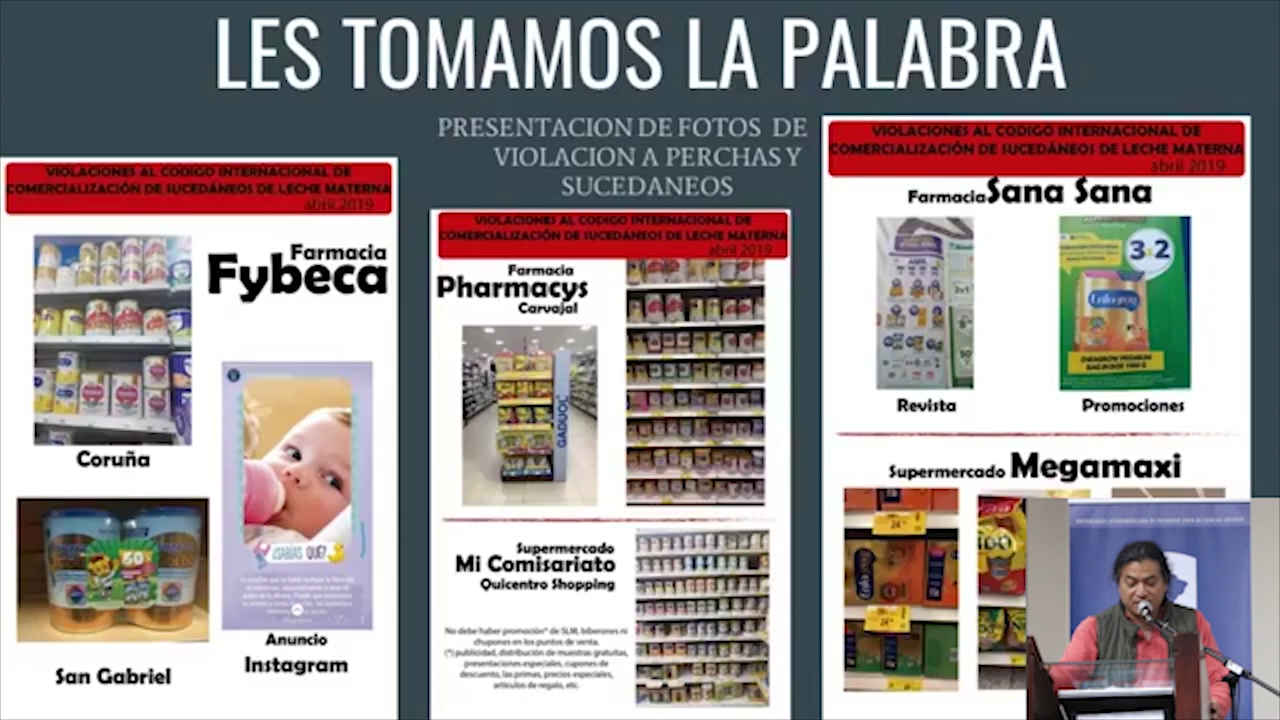 LES TOMAMOS LA PALABRA
PRESENTACION DE FOTOS DE
VIOLACION A PERCHAS Y
SUCEDANEOS
VIOLACIONES AL CODIGO INTERNACIONAL DE
COMERCIALIZACIÓN DE SUCEDÁNEOS DE LECHE MATERNA
abril 2019
Farmacia
Fybeca
Coruña
¿SABÍAS QUÉ?
San Gabriel
Anuncio
Instagram
VIOLACIONES AL CODIGO INTERNACIONAL DE
COMERCIALIZACIÓN DE SUCEDÁNEOS DE LECHE MATERNA
abril 2019
Farmacia
Pharmacys
Carvajal
Supermercado
Mi Comisariato
Quicentro Shopping
No debe haber promoción* de SLM, biberones ni
chupones en los puntos de venta.
(*) publicidad, distribución de muestras gratuitas,
presentaciones especiales, cupones de
descuento, las primas, precios especiales,
artículos de regalo, etc.
VIOLACIONES AL CODIGO INTERNACIONAL DE
COMERCIALIZACIÓN DE SUCEDÁNEOS DE LECHE MATERNA
abril 2019
Farmacia Sana Sana
3x2
Revista
Promociones
Supermercado Megamaxi